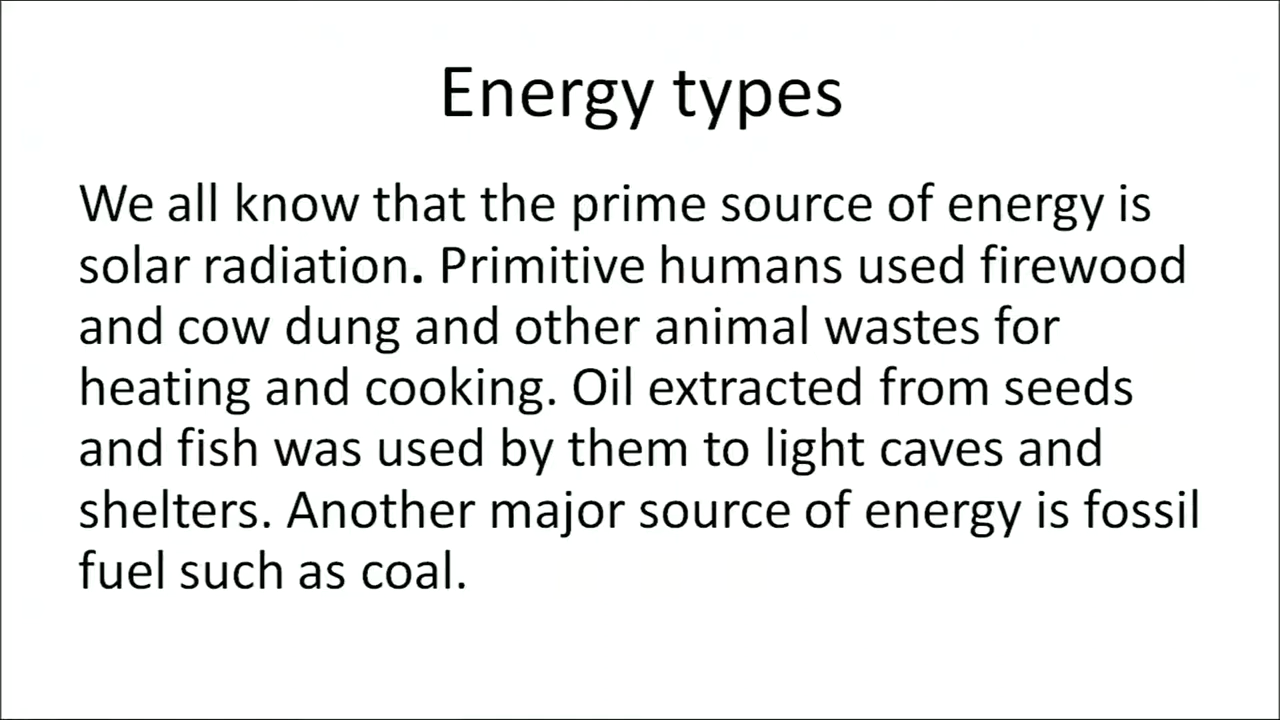 Energy types
We all know that the prime source of energy is
solar radiation. Primitive humans used firewood
and cow dung and other animal wastes for
heating and cooking. Oil extracted from seeds
and fish was used by them to light caves and
shelters. Another major source of energy is fossil
fuel such as coal.